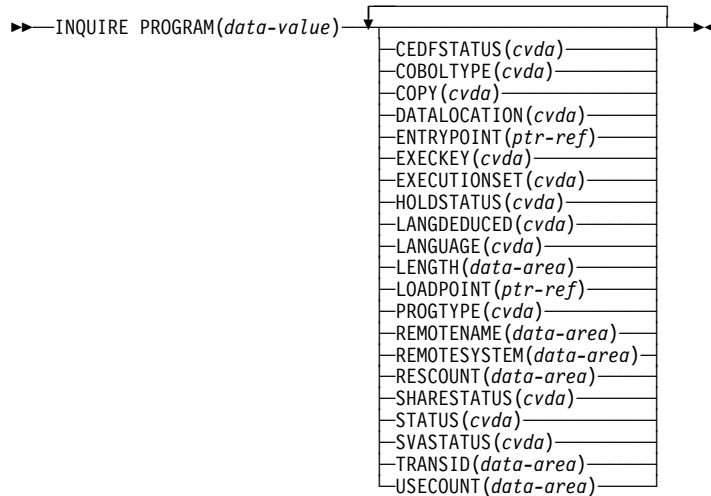 INQUIRE PROGRAM(data-value)
CEDFSTATUS(cvda)
COBOLTYPE(cvda)
COPY(cvda)
DATALOCATION(cvda)
ENTRYPOINT(ptr-ref)
EXECKEY(cvda)
EXECUTIONSET(cvda)
HOLDSTATUS(cvda)
LANGDEDUCED(cvda)
LANGUAGE(cvda)
LENGTH(data-area)
LOADPOINT(ptr-ref)
PROGTYPE(cvda)
REMOTENAME(data-area)
REMOTESYSTEM(data-area)
RESCOUNT(data-area)
SHARESTATUS(cvda)
STATUS(cvda)
SVASTATUS(cvda)
TRANSID(data-area)
USECOUNT(data-area)